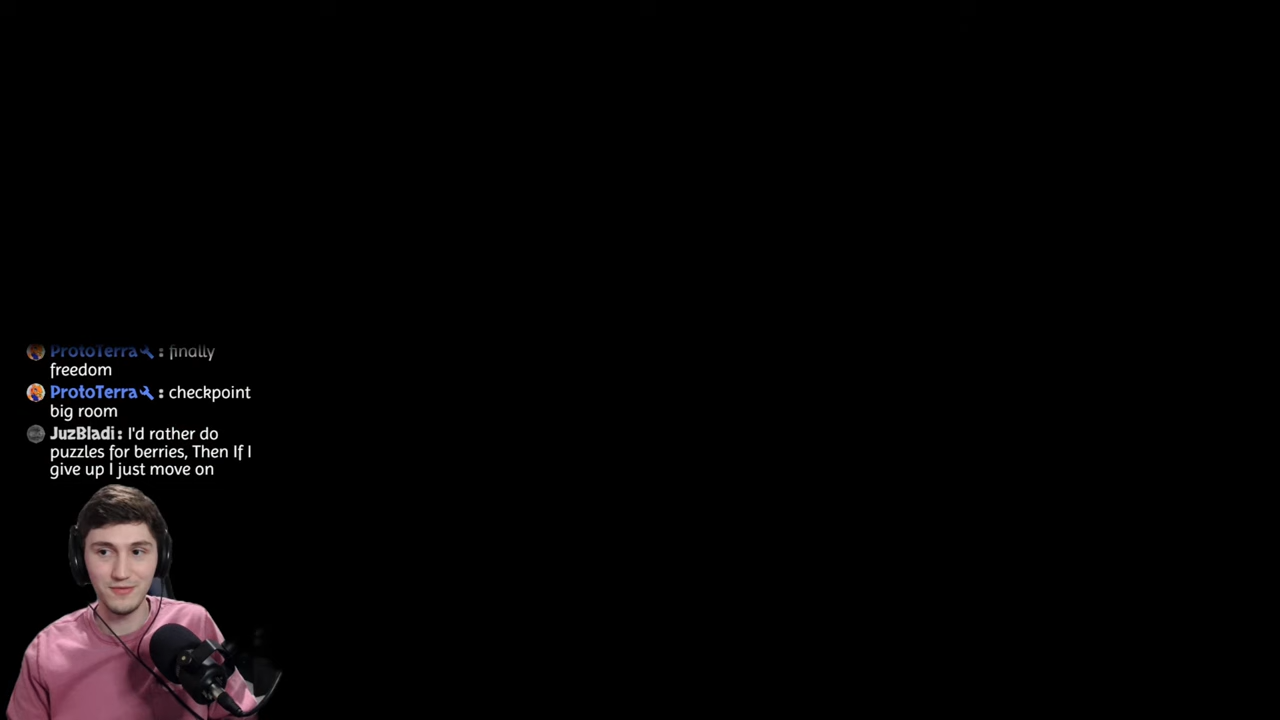 ProtoTerra : finally
freedom
ProtoTerra : checkpoint
big room
JuzBladi : I'd rather do
puzzles for berries, Then If I
give up I just move on